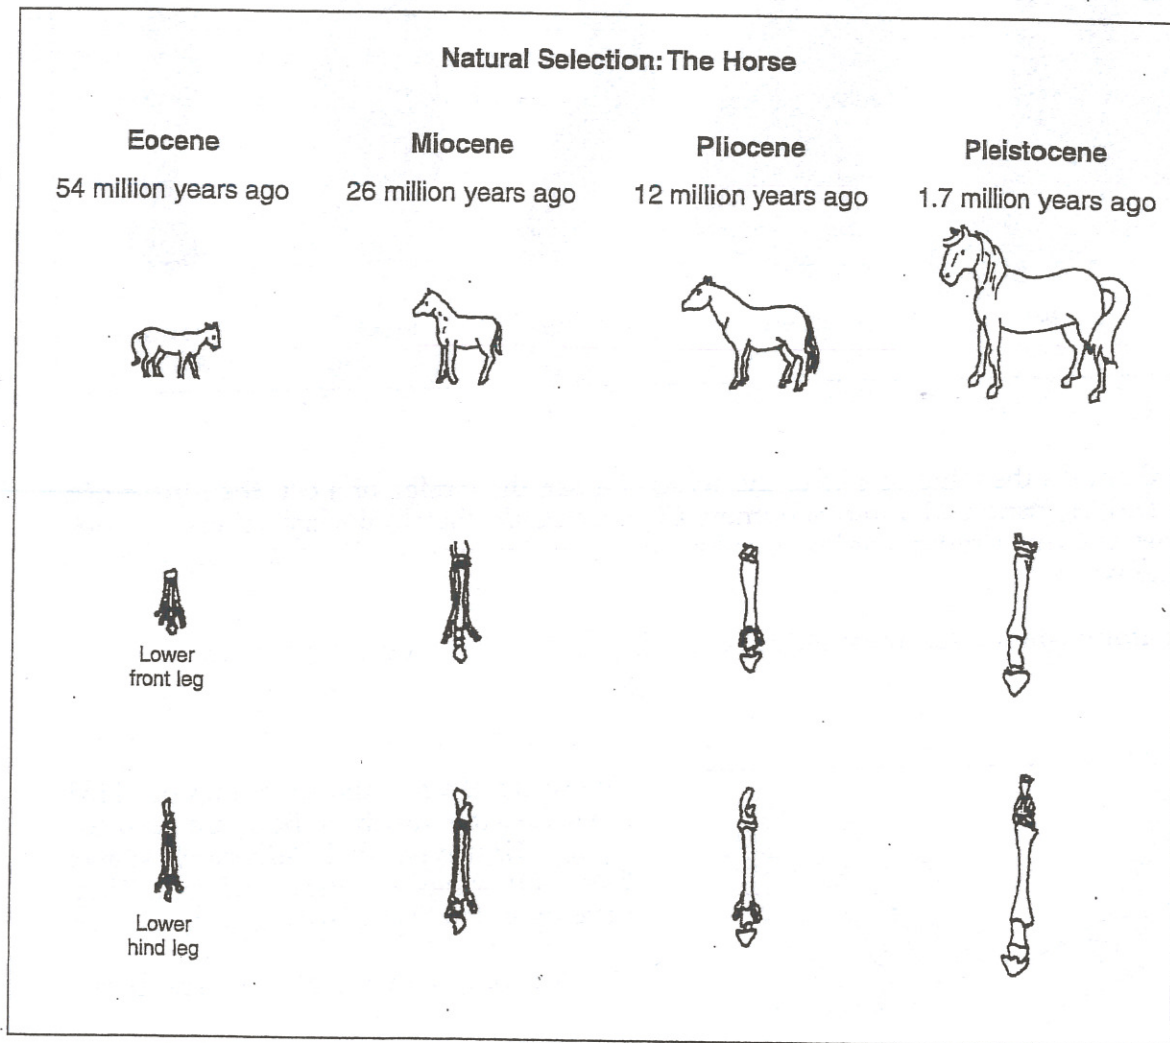 Natural Selection: The Horse
Eocene
Miocene
Pliocene
Pleistocene
54 million years ago
26 million years ago
12 million years ago
1.7 million years ago
Lower
front leg
Lower
hind leg